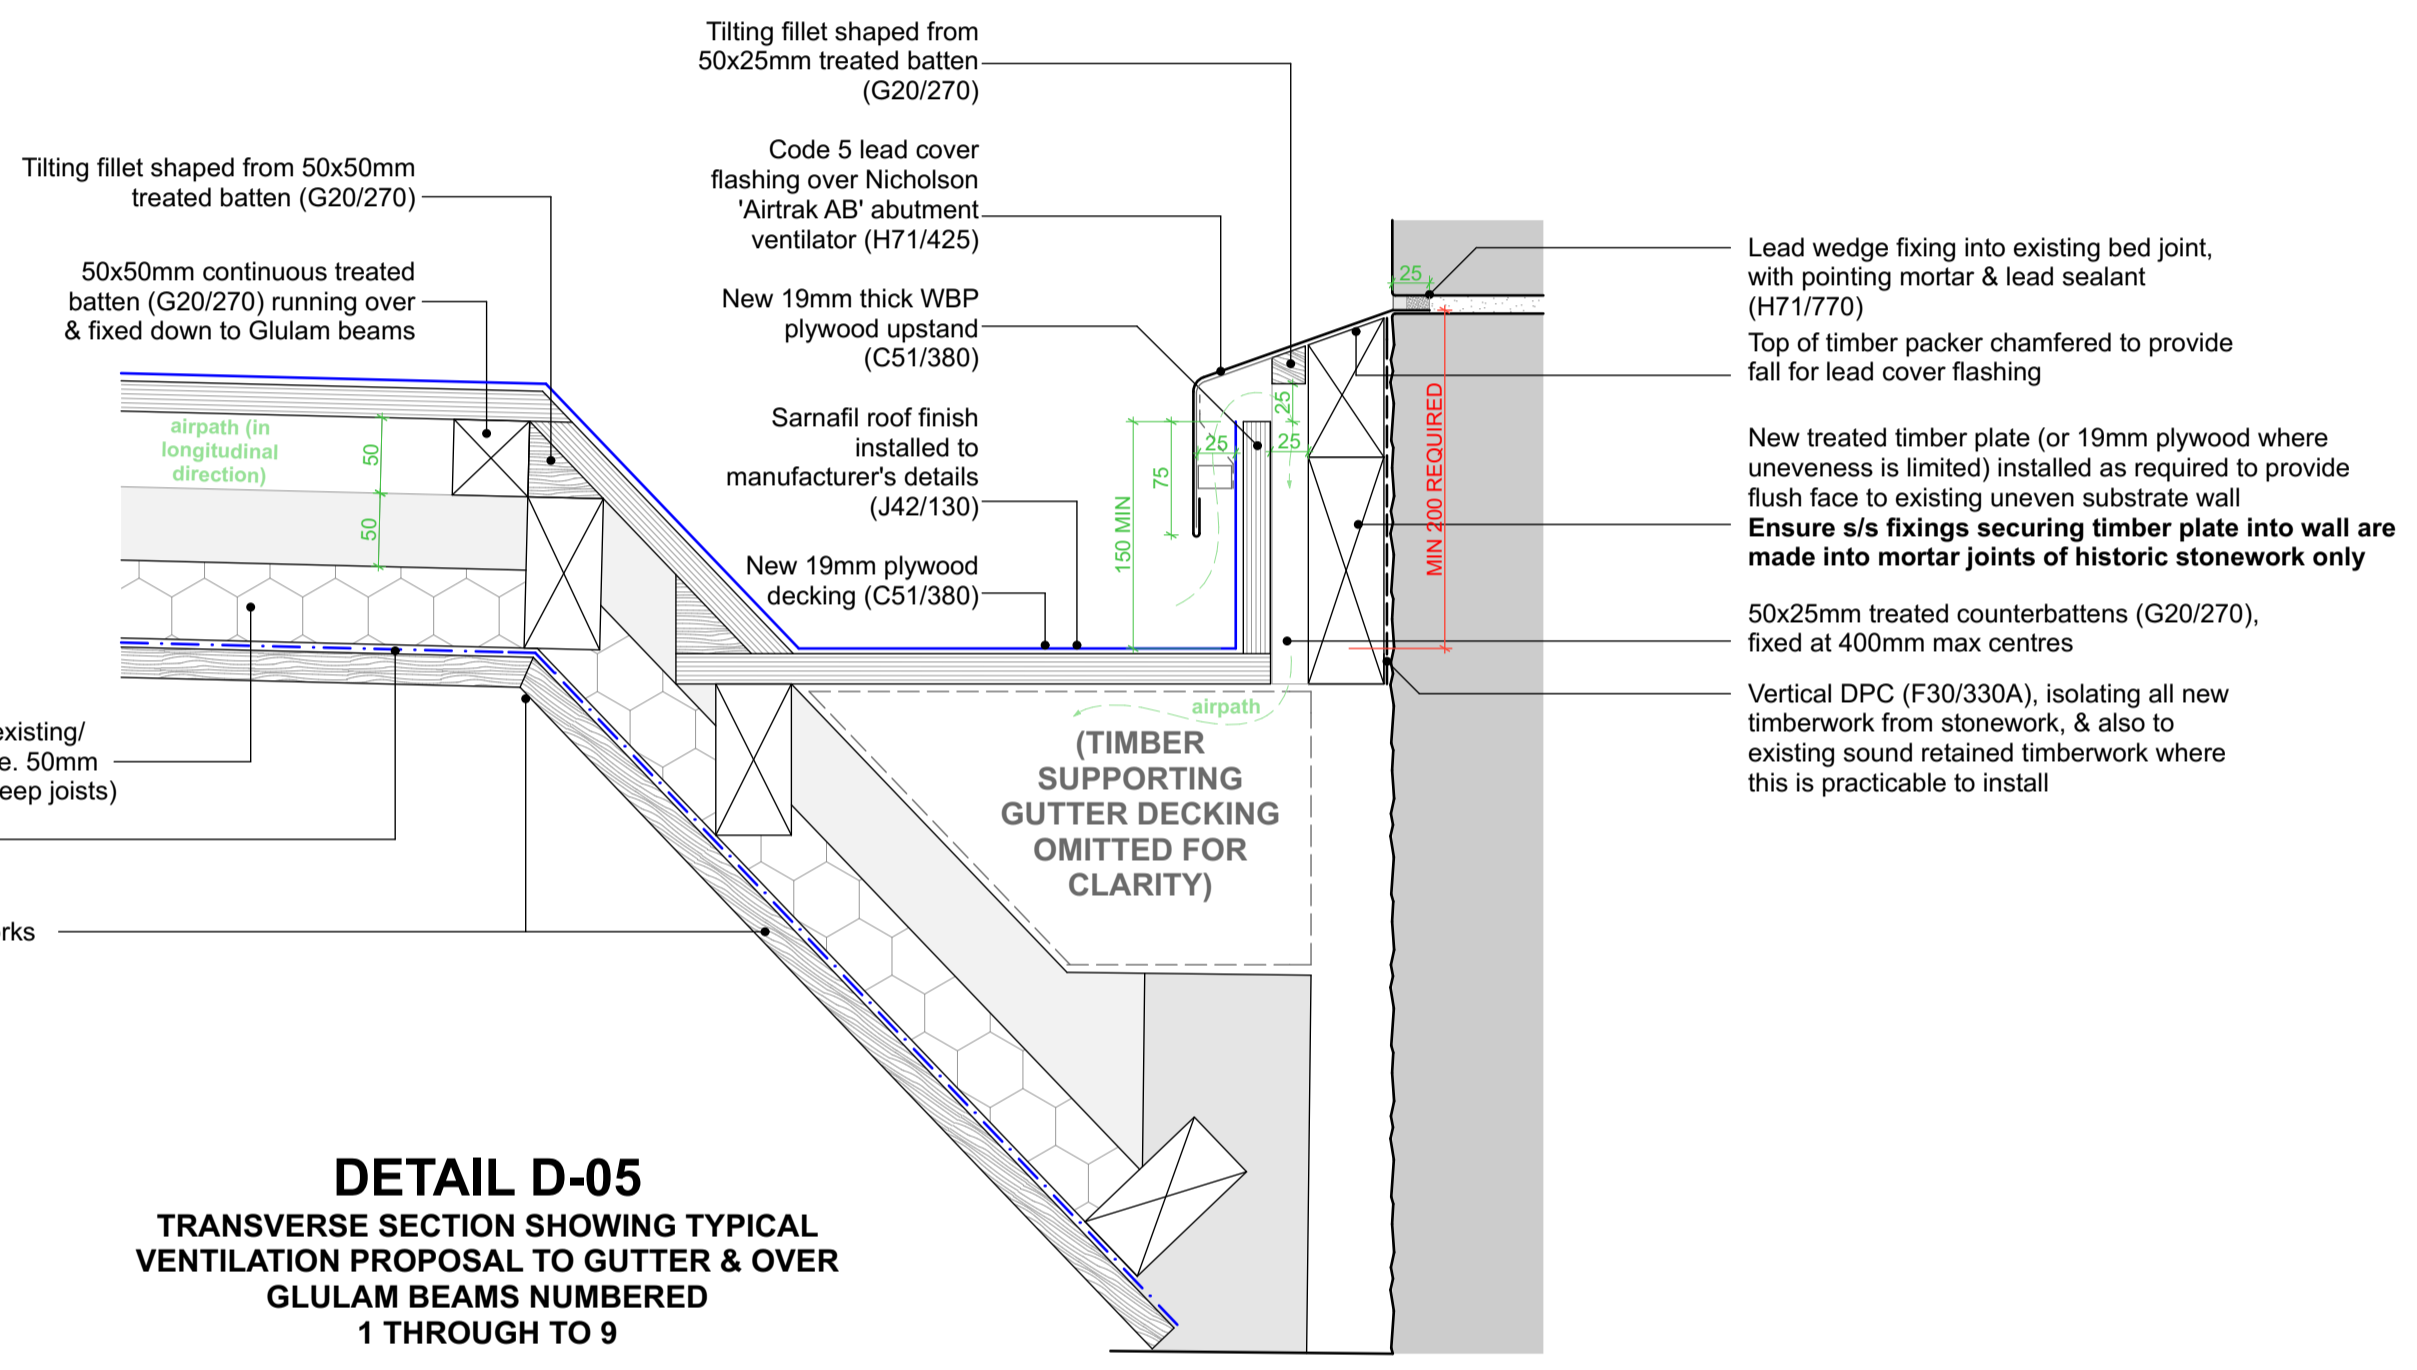 Tilting fillet shaped from
50x25mm treated batten
(G20/270)
Code 5 lead cover
flashing over Nicholson
'Airtrak AB' abutment
ventilator (H71/425)
New 19mm thick WBP
plywood upstand
(C51/380)
Sarnafil roof finish
installed to
manufacturer's details
(J42/130)
New 19mm plywood
decking (C51/380)
Tilting fillet shaped from 50x50mm
treated batten (G20/270)
50x50mm continuous treated
batten (G20/270) running over
& fixed down to Glulam beams
airpath (in
longitudinal
direction)
50
50
existing/
e. 50mm
eep joists)
rks
150 MIN
75
25
25
25
25
MIN 200 REQUIRED
airpath
(TIMBER
SUPPORTING
GUTTER DECKING
OMITTED FOR
CLARITY)
Lead wedge fixing into existing bed joint,
with pointing mortar & lead sealant
(H71/770)
Top of timber packer chamfered to provide
fall for lead cover flashing
New treated timber plate (or 19mm plywood where
uneveness is limited) installed as required to provide
flush face to existing uneven substrate wall
Ensure s/s fixings securing timber plate into wall are
made into mortar joints of historic stonework only
50x25mm treated counterbattens (G20/270),
fixed at 400mm max centres
Vertical DPC (F30/330A), isolating all new
timberwork from stonework, & also to
existing sound retained timberwork where
this is practicable to install
DETAIL D-05
TRANSVERSE SECTION SHOWING TYPICAL
VENTILATION PROPOSAL TO GUTTER & OVER
GLULAM BEAMS NUMBERED
1 THROUGH TO 9